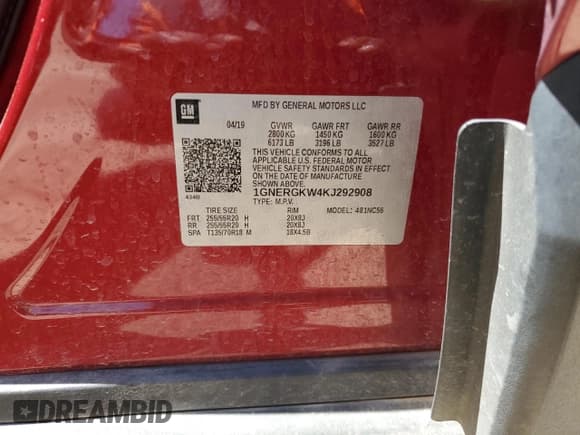 GM
MFD BY GENERAL MOTORS LLC
04/19 GVWR GAWR FRT GAWR RR
2800 KG 1450 KG 1600 KG
6173 LB 3196 LB 3527 LB
THIS VEHICLE CONFORMS TO ALL
APPLICABLE U.S. FEDERAL MOTOR
VEHICLE SAFETY STANDARDS IN EFFECT
ON THE DATE OF MANUFACTURE
SHOWN ABOVE.
1GNERGKW4KJ292908
TYPE: M.P.V. MODEL: 481NC56
TIRE SIZE RIM
FRT 255/55R20 H 20X8J
RR 255/55R20 H 20X8J
SPA T135/70R18 M 18X4.5B
DREAMBID